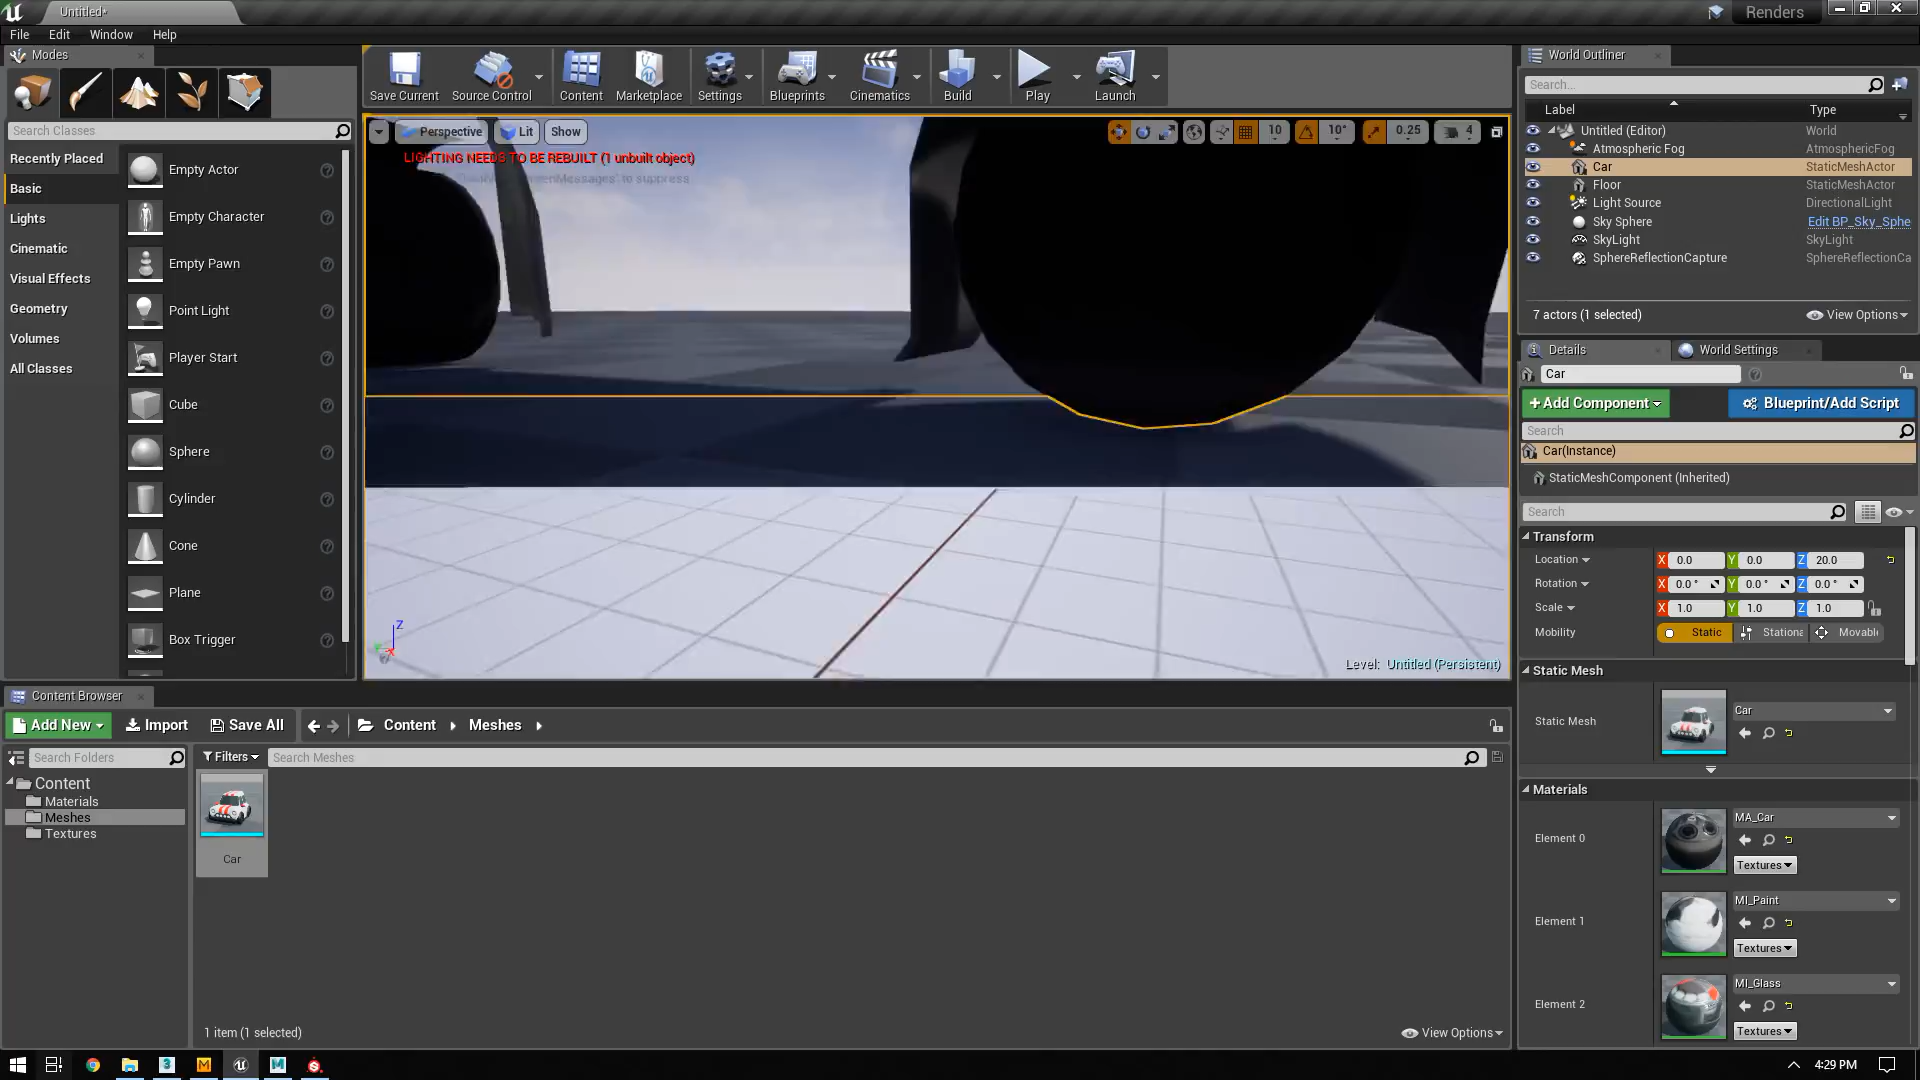 Untitled*
Renders
File Edit Window Help
Modes
Save Current
Source Control
Content
Marketplace
Settings
Blueprints
Cinematics
Build
Play
Launch
Search Classes
Recently Placed
Basic
Lights
Cinematic
Visual Effects
Geometry
Volumes
All Classes
Empty Actor
Empty Character
Empty Pawn
Point Light
Player Start
Cube
Sphere
Cylinder
Cone
Plane
Box Trigger
Perspective Lit Show
10 10° 0.25 4
LIGHTING NEEDS TO BE REBUILT (1 unbuilt object)
to suppress
Z
Level: Untitled (Persistent)
World Outliner
Search...
Label Type
Untitled (Editor) World
Atmospheric Fog AtmosphericFog
Car StaticMeshActor
Floor StaticMeshActor
Light Source DirectionalLight
Sky Sphere Edit BP_Sky_Sphe
SkyLight SkyLight
SphereReflectionCapture SphereReflectionCa
7 actors (1 selected) View Options
Details World Settings
Car
+Add Component Blueprint/Add Script
Search
Car(Instance)
StaticMeshComponent (Inherited)
Search
Transform
Location X 0.0 Y 0.0 Z 20.0
Rotation X 0.0 ° Y 0.0 ° Z 0.0 °
Scale X 1.0 Y 1.0 Z 1.0
Mobility Static Stationa Movabl
Static Mesh
Static Mesh Car
Materials
Element 0 MA_Car
Textures
Element 1 MI_Paint
Textures
Element 2 MI_Glass
Textures
Content Browser
Add New Import Save All Content Meshes
Search Folders
Filters Search Meshes
Content
Materials
Meshes
Textures
Car
1 item (1 selected) View Options
4:29 PM